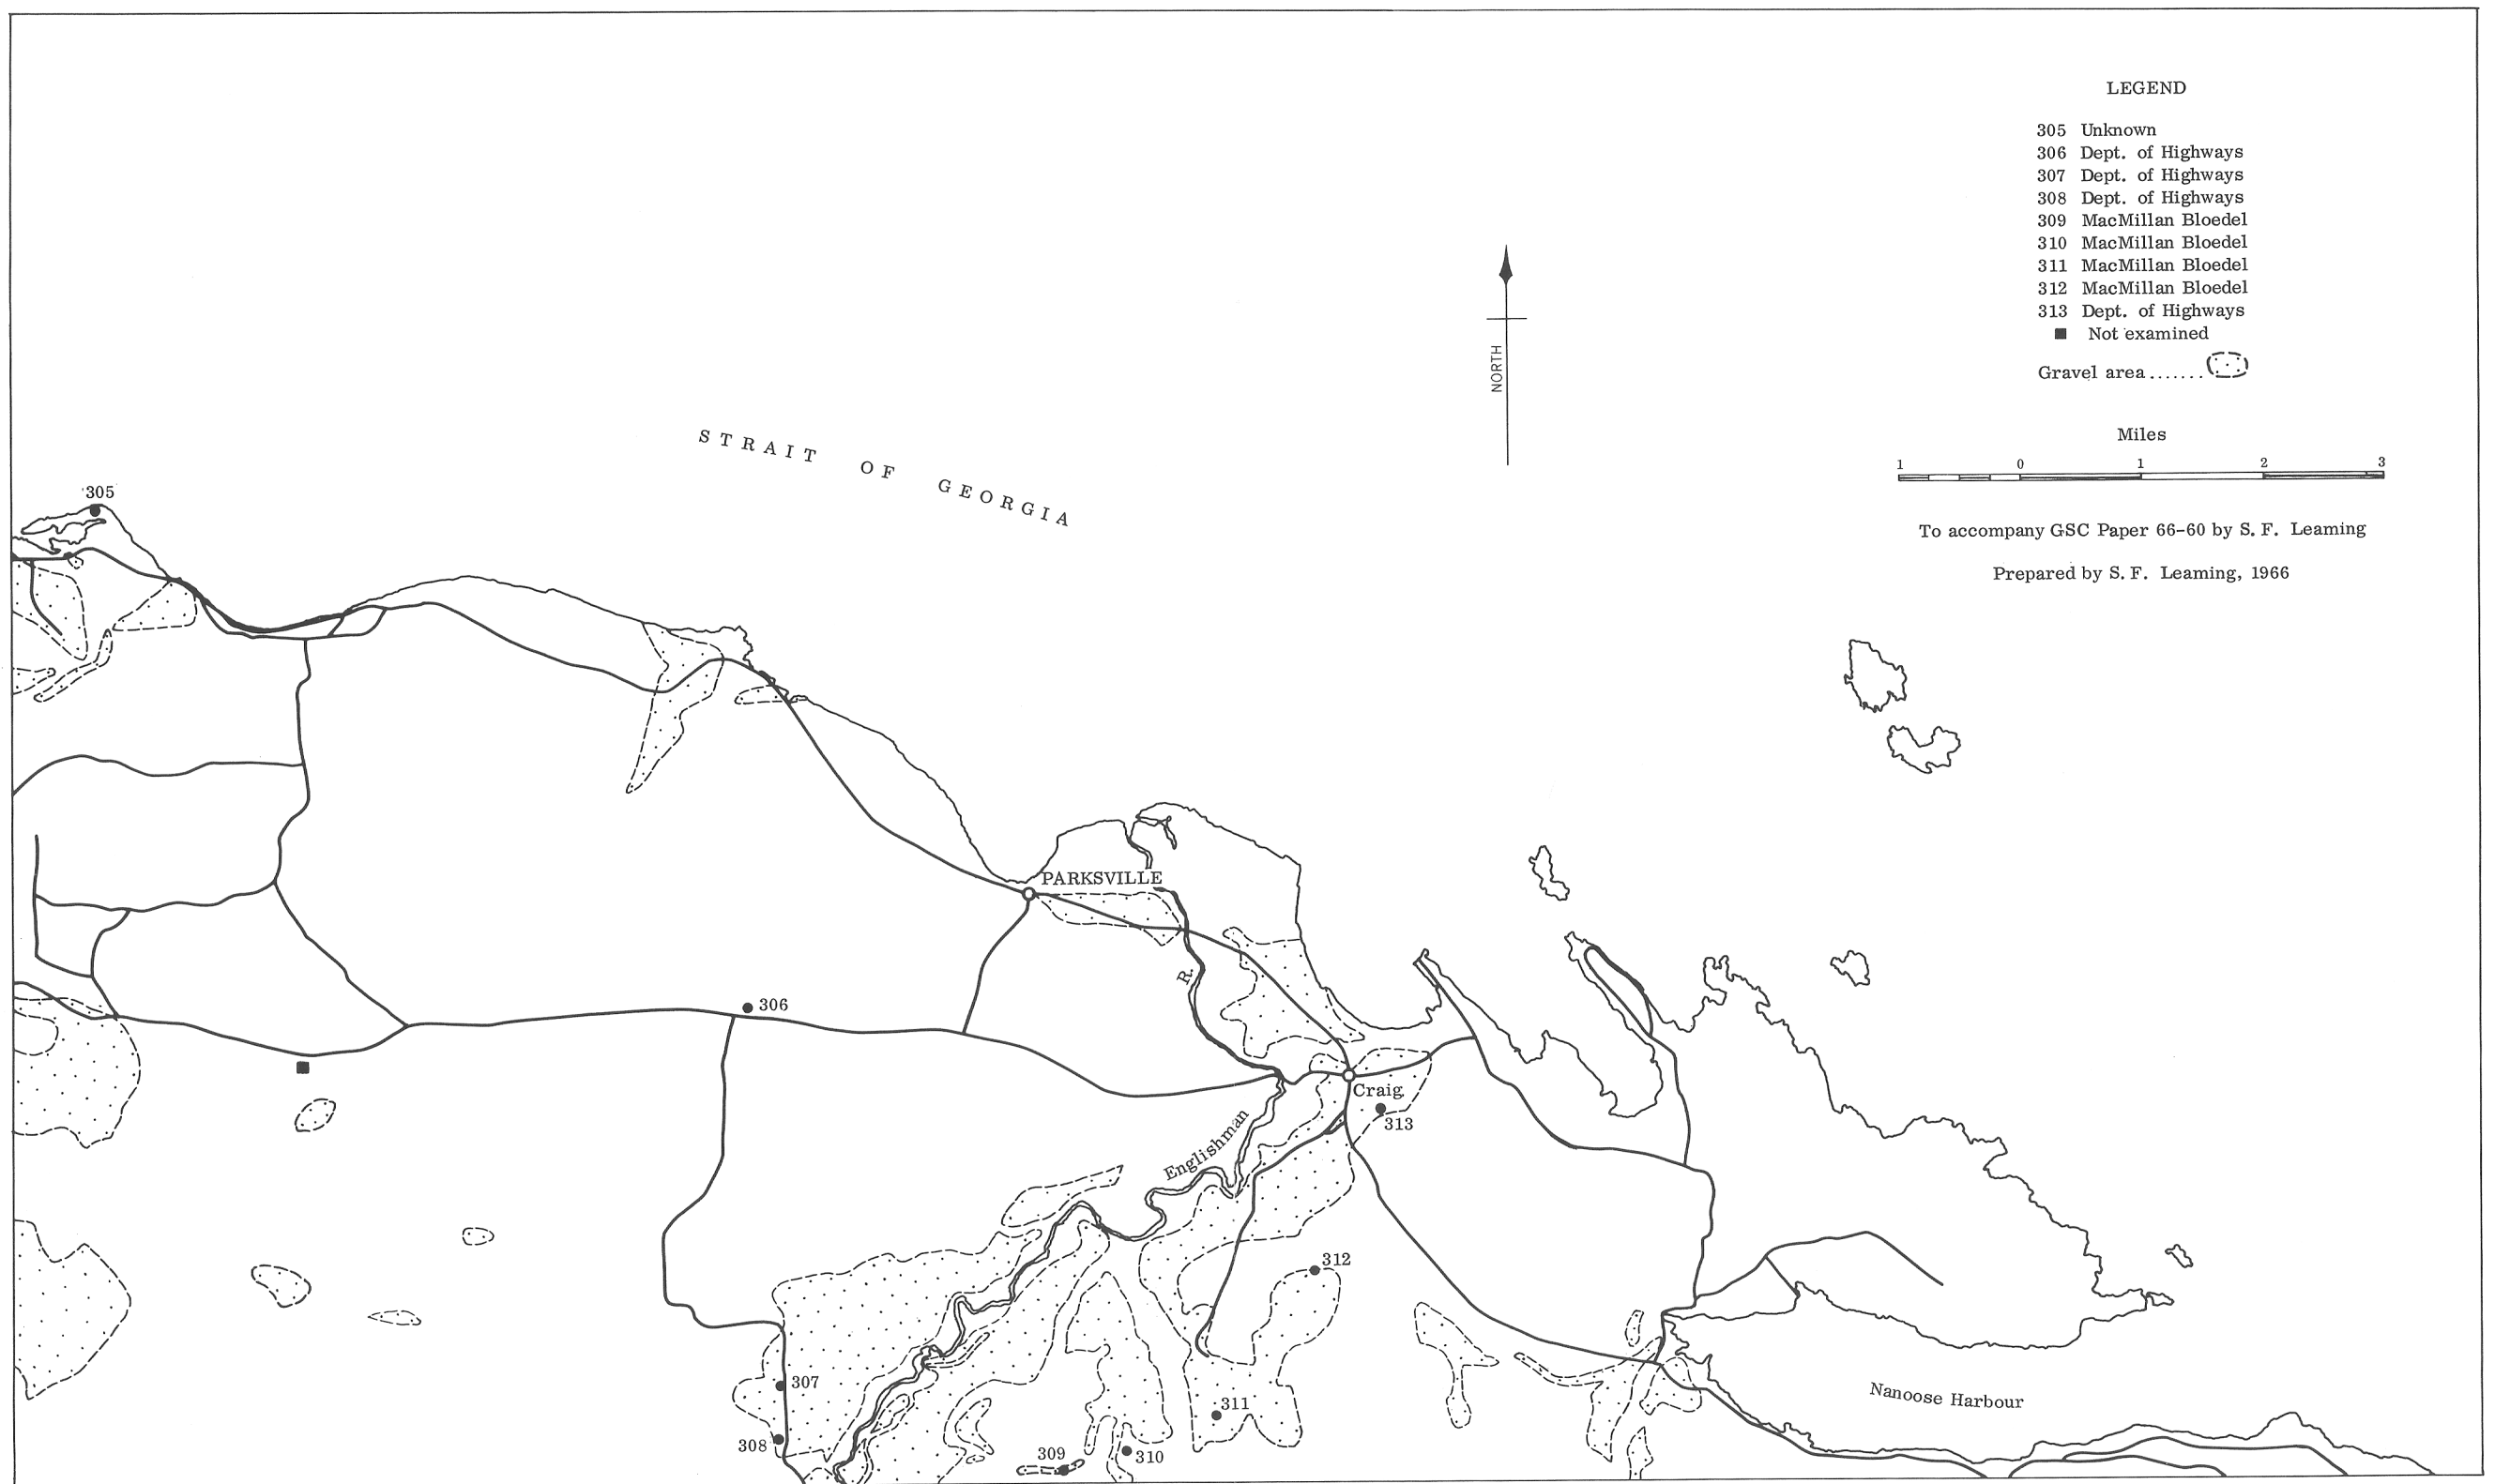 LEGEND
305 Unknown
306 Dept. of Highways
307 Dept. of Highways
308 Dept. of Highways
309 MacMillan Bloedel
310 MacMillan Bloedel
311 MacMillan Bloedel
312 MacMillan Bloedel
313 Dept. of Highways
Not examined
Gravel area.......
NORTH
Miles
1 0 1 2 3
To accompany GSC Paper 66-60 by S. F. Leaming
Prepared by S. F. Leaming, 1966
STRAIT OF GEORGIA
305
PARKSVILLE
R.
306
Craig
313
Englishman
312
307
311
Nanoose Harbour
308
309
310